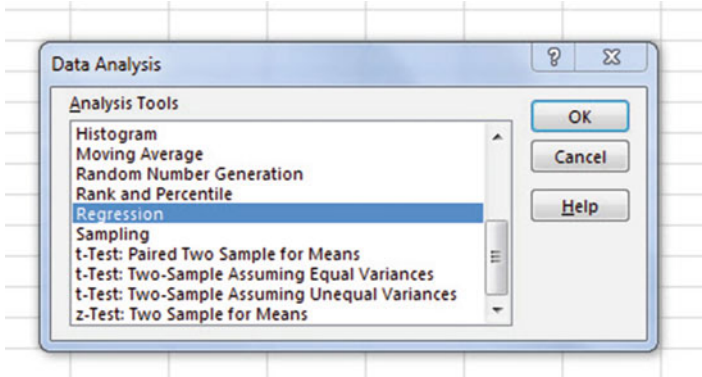 Data Analysis
Analysis Tools
Histogram
Moving Average
Random Number Generation
Rank and Percentile
Regression
Sampling
t-Test: Paired Two Sample for Means
t-Test: Two-Sample Assuming Equal Variances
t-Test: Two-Sample Assuming Unequal Variances
z-Test: Two Sample for Means
OK
Cancel
Help